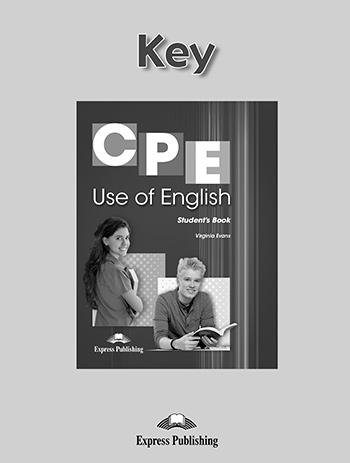 Key
CPE
Use of English
Student's Book
Virginia Evans
Express Publishing
Express Publishing